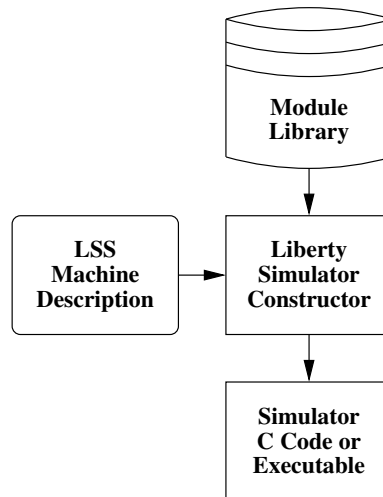 Module
Library
LSS
Machine
Description
Liberty
Simulator
Constructor
Simulator
C Code or
Executable